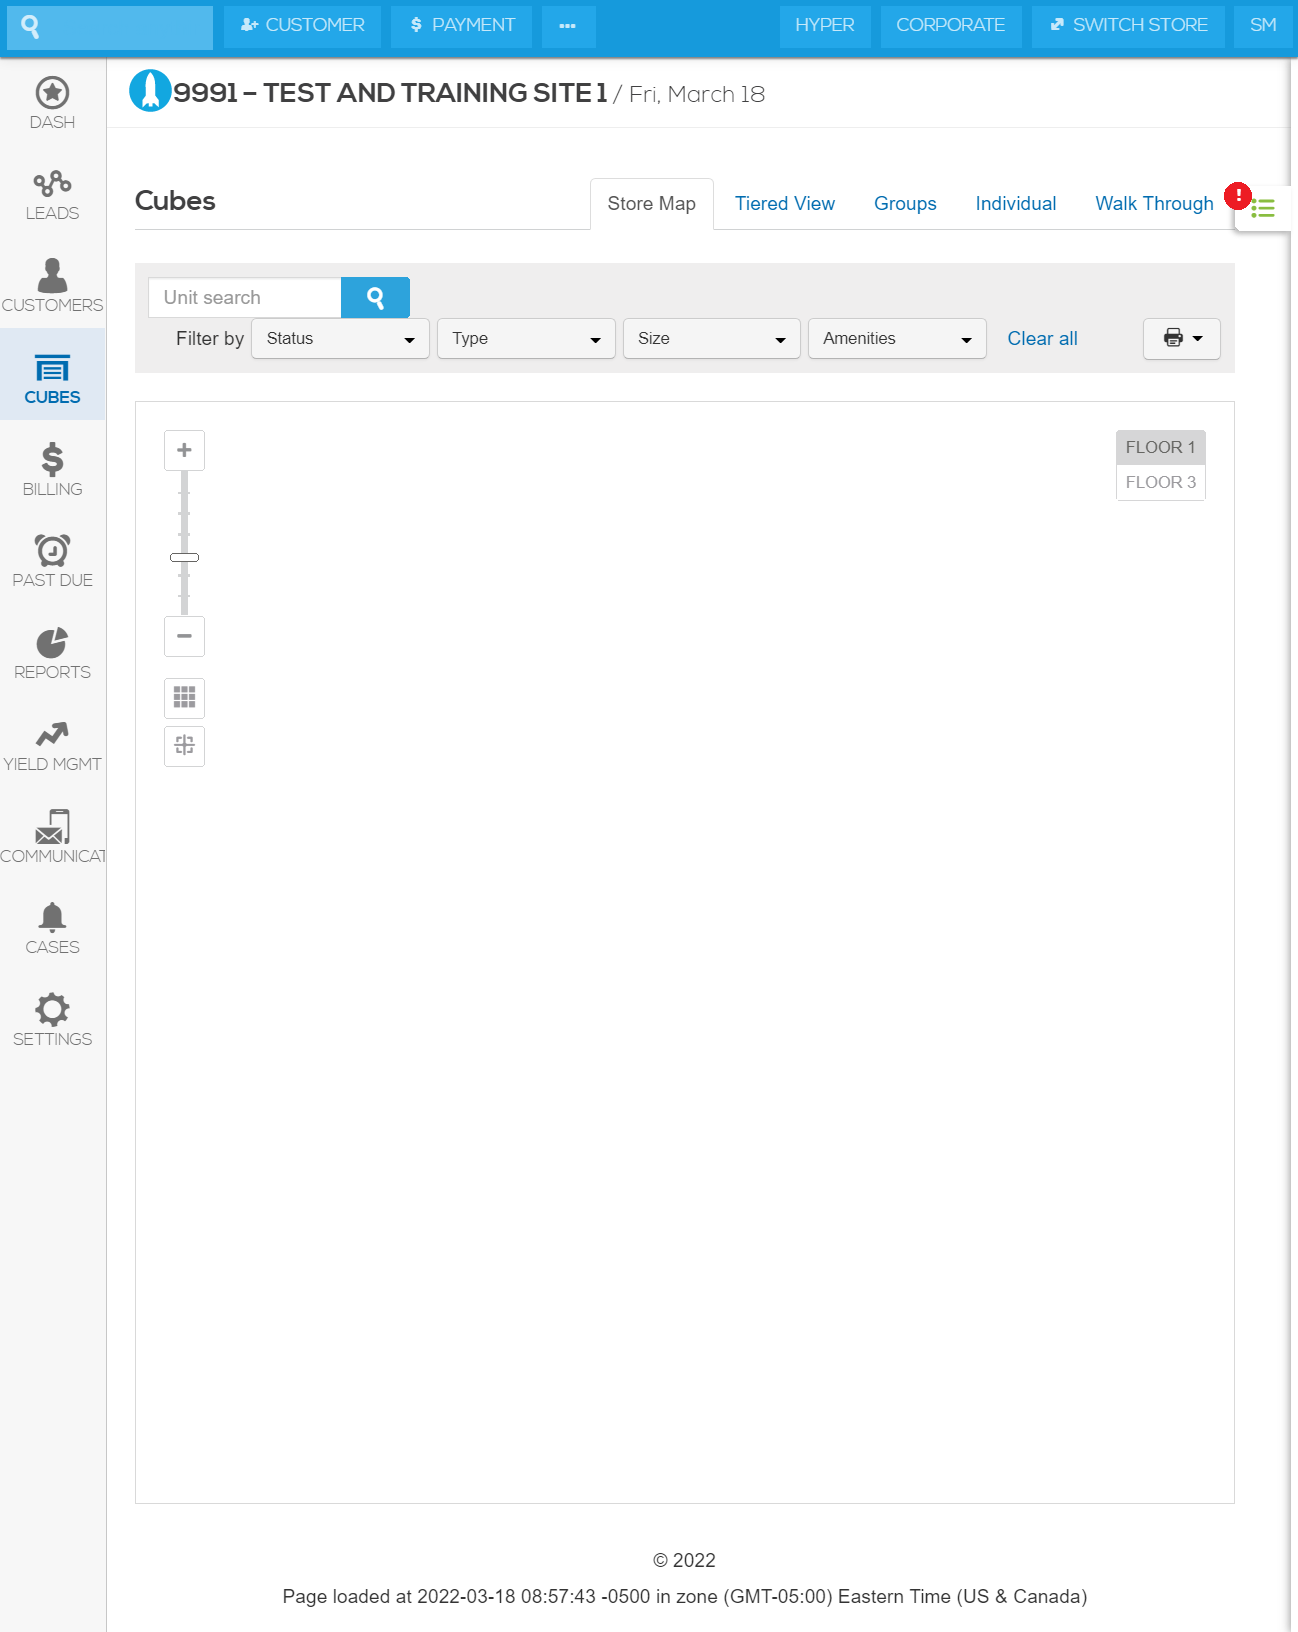 CUSTOMER
$ PAYMENT
...
HYPER
CORPORATE
SWITCH STORE
SM
9991 – TEST AND TRAINING SITE 1 / Fri, March 18
DASH
LEADS
CUSTOMERS
CUBES
BILLING
PAST DUE
REPORTS
YIELD MGMT
COMMUNICAT
CASES
SETTINGS
Cubes
Store Map
Tiered View
Groups
Individual
Walk Through
!
Unit search
Filter by
Status
Type
Size
Amenities
Clear all
FLOOR 1
FLOOR 3
© 2022
Page loaded at 2022-03-18 08:57:43 -0500 in zone (GMT-05:00) Eastern Time (US & Canada)